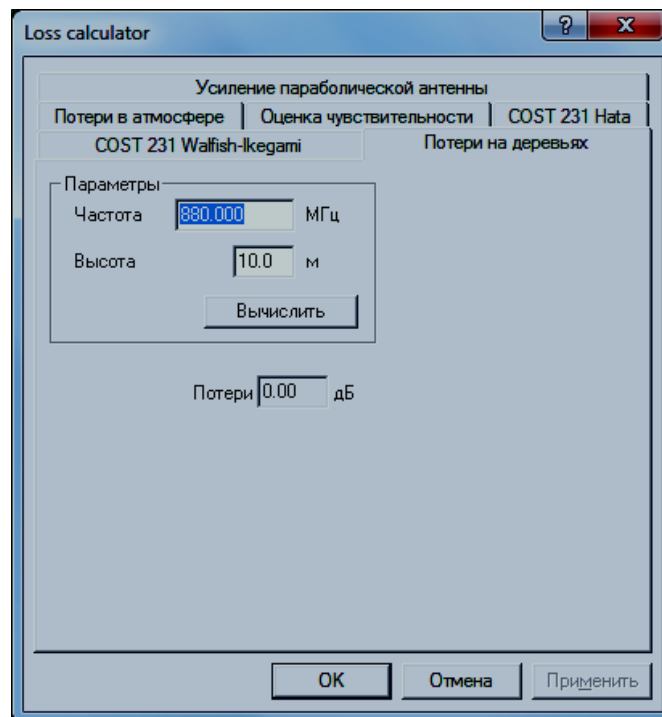 Loss calculator
Усиление параболической антенны
Потери в атмосфере Оценка чувствительности COST 231 Hata
COST 231 Walfish-Ikegami Потери на деревьях
Параметры
Частота 880.000 МГц
Высота 10.0 м
Вычислить
Потери 0.00 дБ
OK Отмена Применить